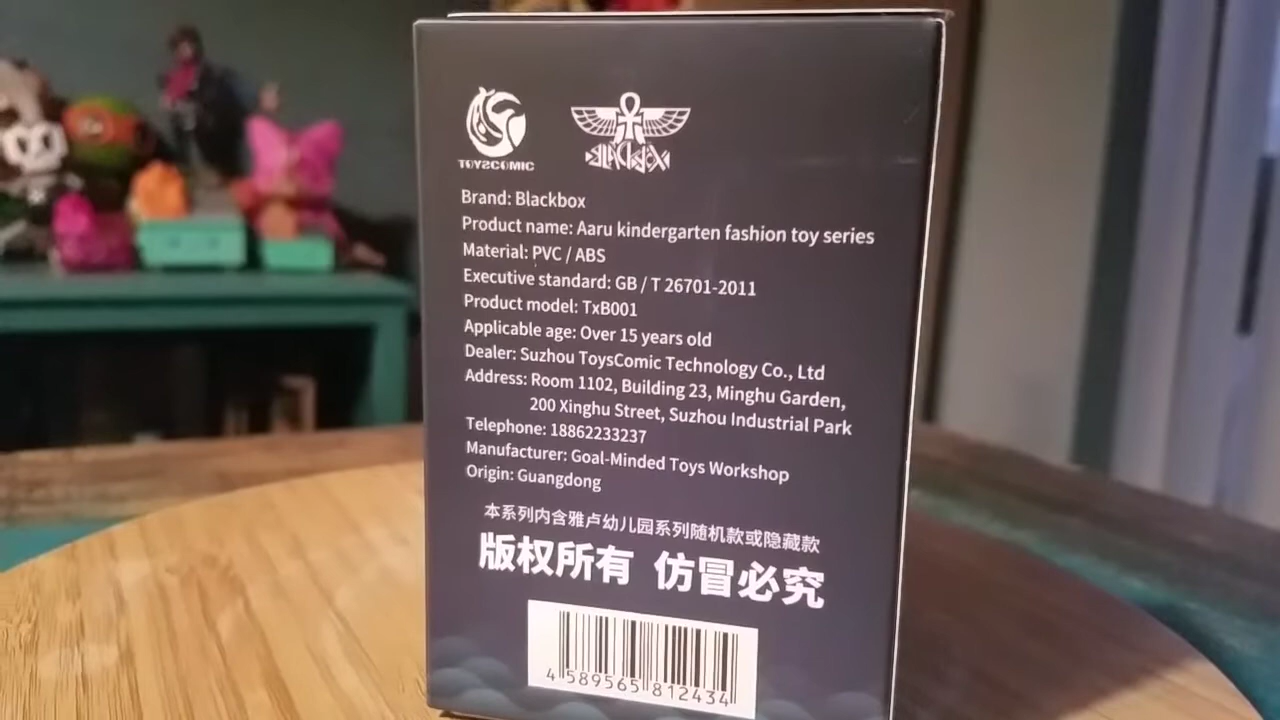 TOYSCOMIC
BLACKBOX
Brand: Blackbox
Product name: Aaru kindergarten fashion toy series
Material: PVC / ABS
Executive standard: GB / T 26701-2011
Product model: TxB001
Applicable age: Over 15 years old
Dealer: Suzhou ToysComic Technology Co., Ltd
Address: Room 1102, Building 23, Minghu Garden,
200 Xinghu Street, Suzhou Industrial Park
Telephone: 18862233237
Manufacturer: Goal-Minded Toys Workshop
Origin: Guangdong
本系列内含雅卢幼儿园系列随机款或隐藏款
版权所有 仿冒必究
4 589565 812434